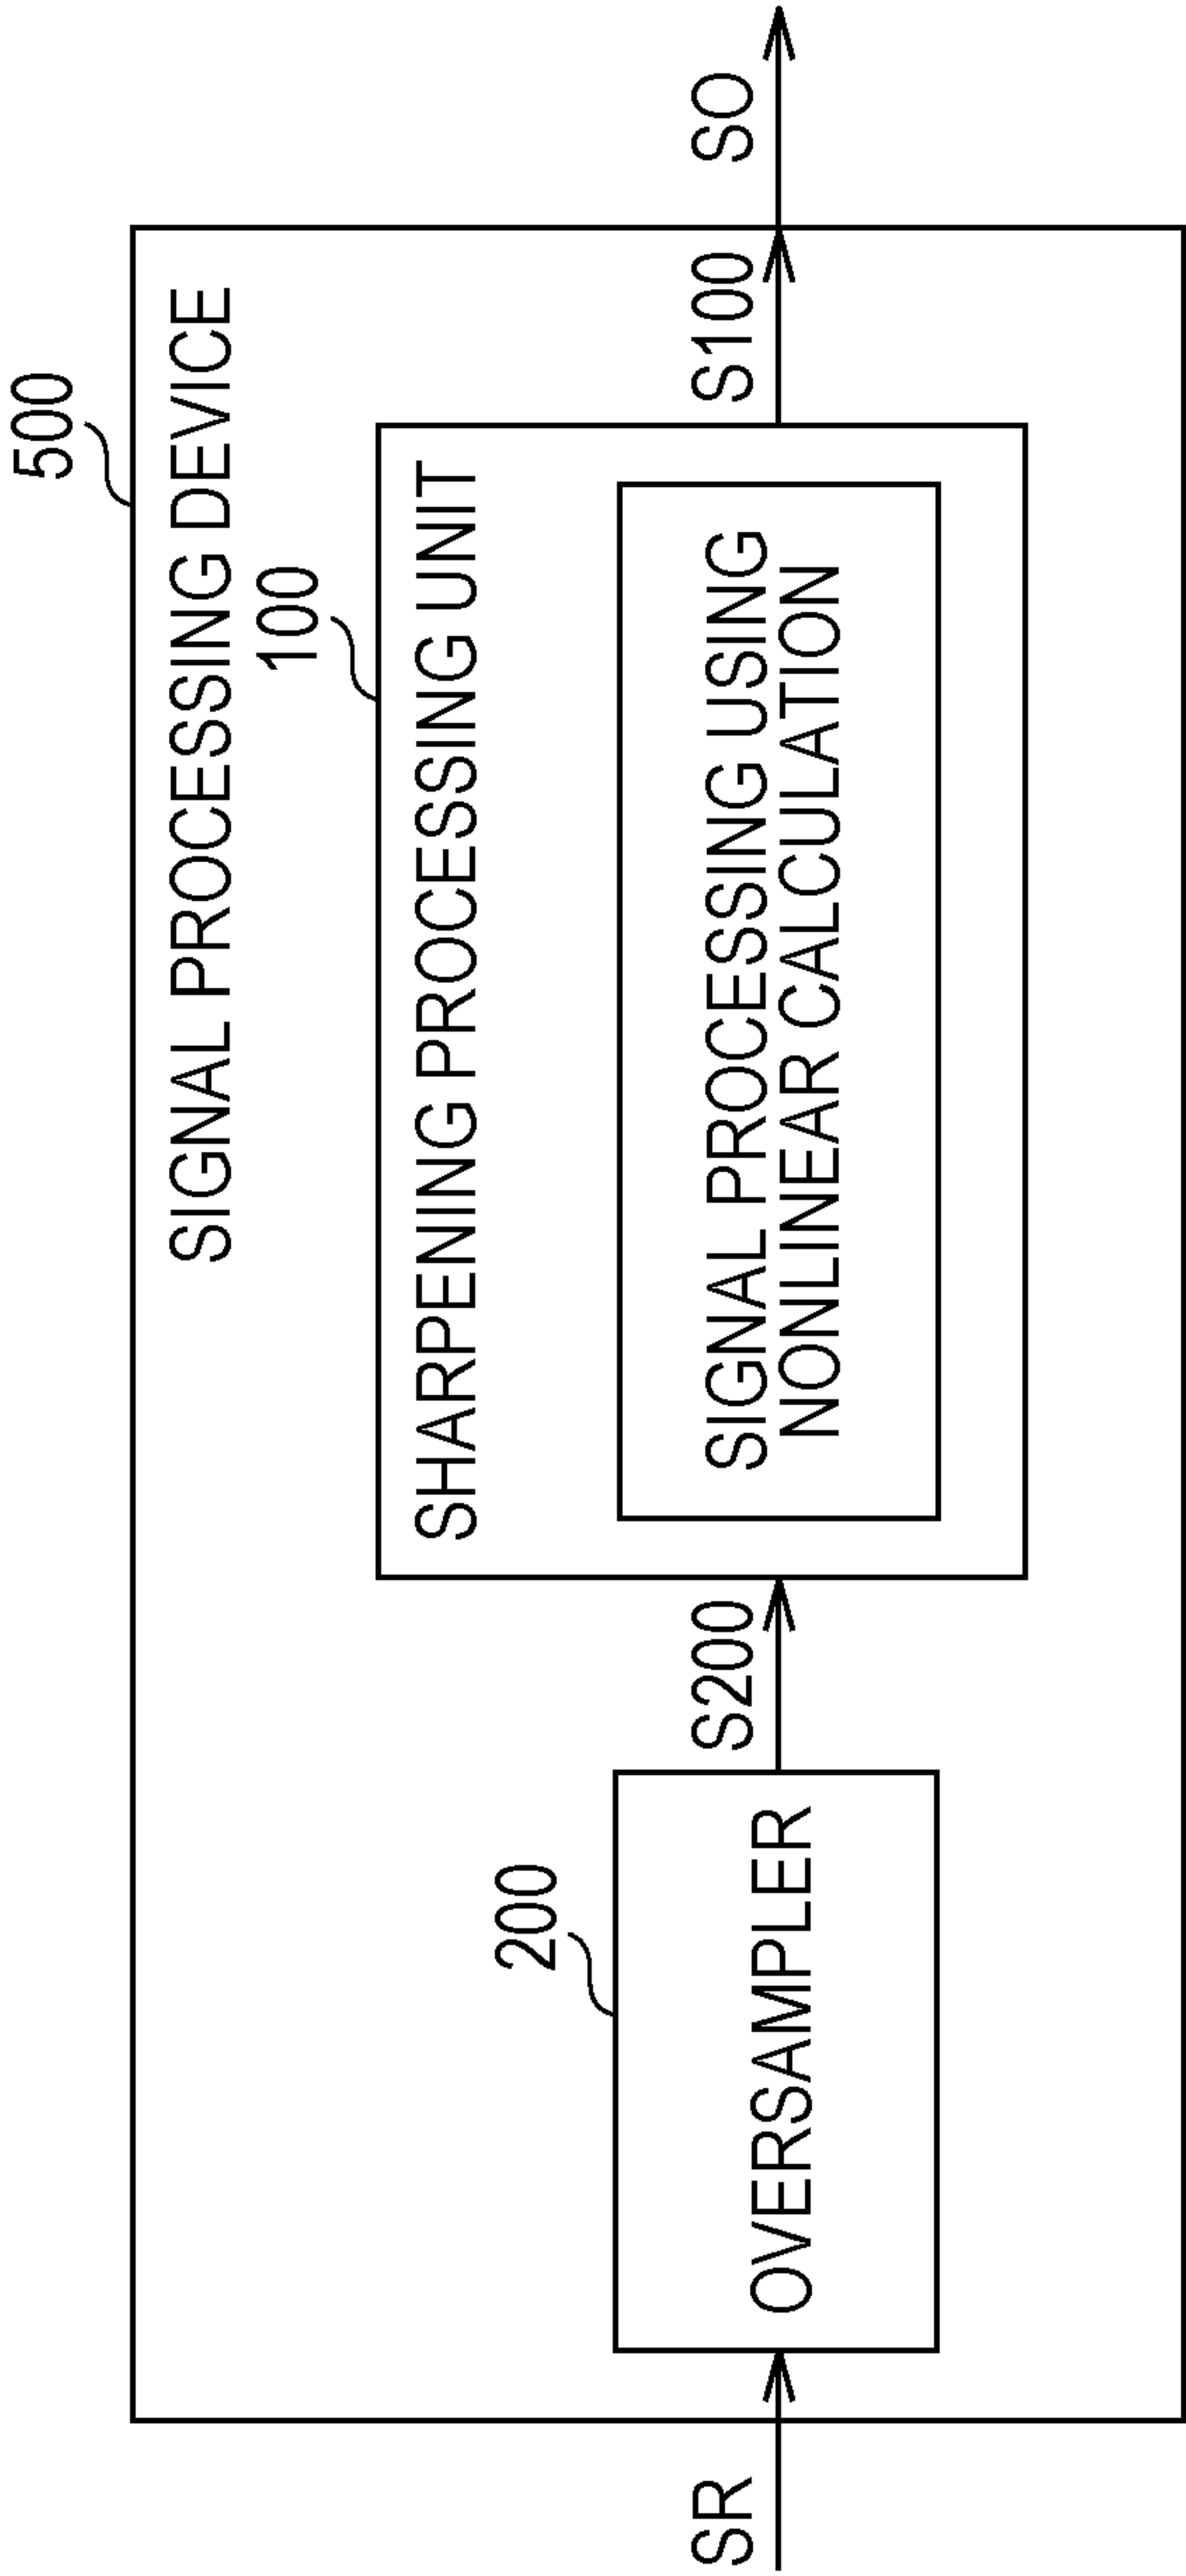 500
SIGNAL PROCESSING DEVICE
100
SHARPENING PROCESSING UNIT
200
SR
OVERSAMPLER
S200
SIGNAL PROCESSING USING
NONLINEAR CALCULATION
S100
SO